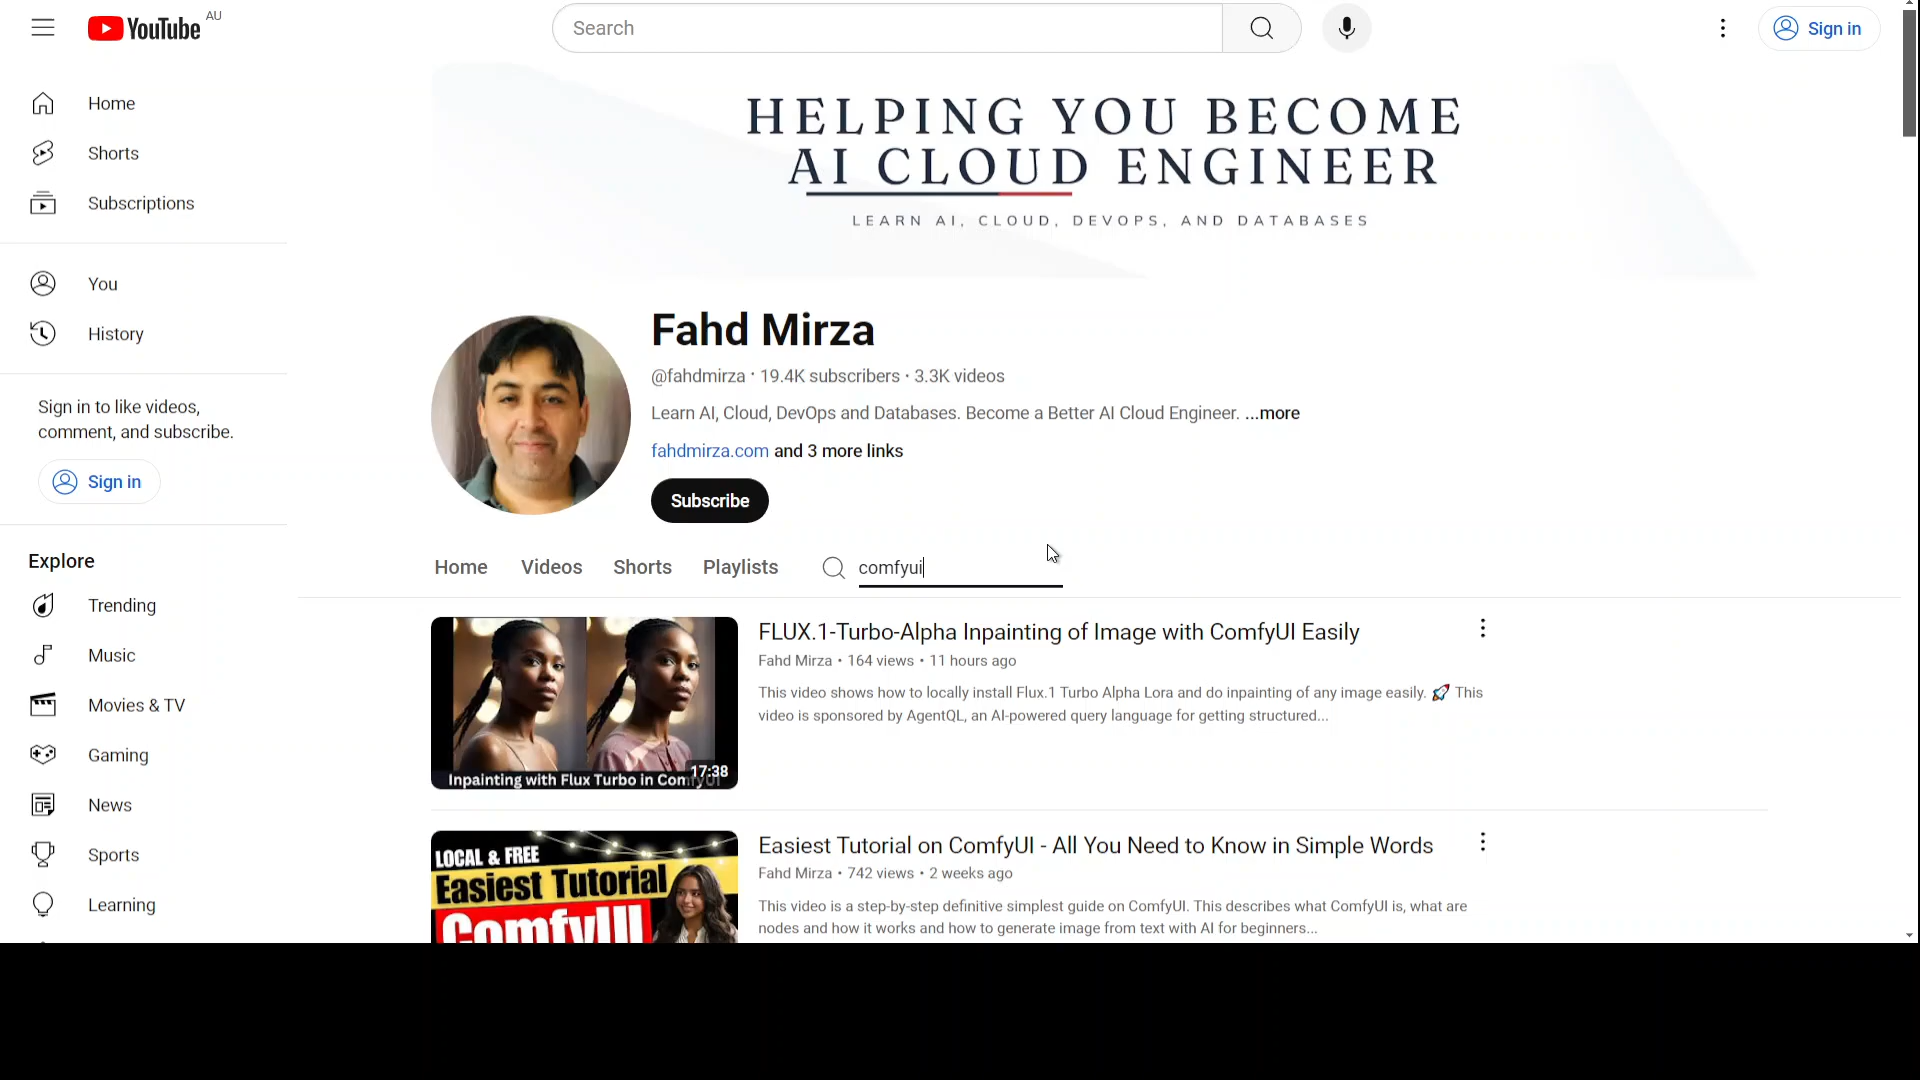 YouTube AU
Search
Sign in
Home
Shorts
Subscriptions
You
History
Sign in to like videos,
comment, and subscribe.
Sign in
Explore
Trending
Music
Movies & TV
Gaming
News
Sports
Learning
HELPING YOU BECOME
AI CLOUD ENGINEER
LEARN AI, CLOUD, DEVOPS, AND DATABASES
Fahd Mirza
@fahdmirza • 19.4K subscribers • 3.3K videos
Learn AI, Cloud, DevOps and Databases. Become a Better AI Cloud Engineer. ...more
fahdmirza.com and 3 more links
Subscribe
Home Videos Shorts Playlists comfyui
Inpainting with Flux Turbo in ComfyUI
17:38
FLUX.1-Turbo-Alpha Inpainting of Image with ComfyUI Easily
Fahd Mirza • 164 views • 11 hours ago
This video shows how to locally install Flux.1 Turbo Alpha Lora and do inpainting of any image easily. 🚀 This
video is sponsored by AgentQL, an AI-powered query language for getting structured...
LOCAL & FREE
Easiest Tutorial
ComfyUI
Easiest Tutorial on ComfyUI - All You Need to Know in Simple Words
Fahd Mirza • 742 views • 2 weeks ago
This video is a step-by-step definitive simplest guide on ComfyUI. This describes what ComfyUI is, what are
nodes and how it works and how to generate image from text with AI for beginners...